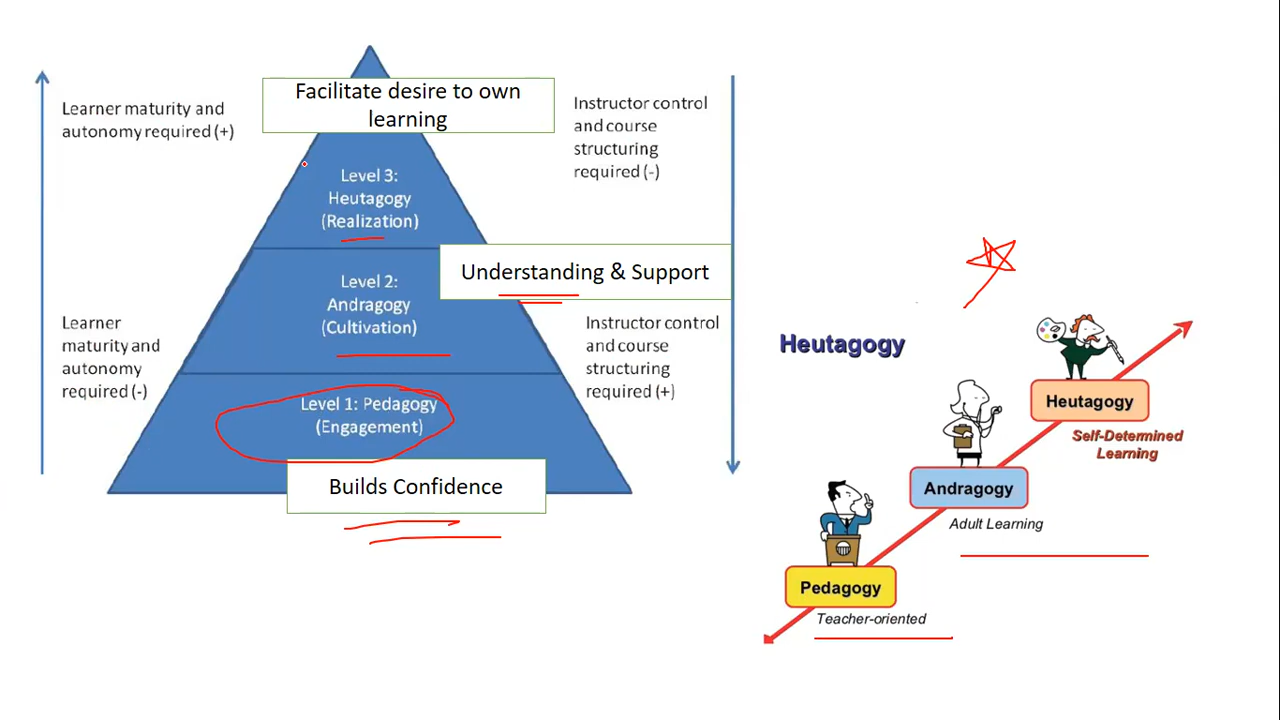 Facilitate desire to own
learning
Learner maturity and
autonomy required (+)
Instructor control
and course
structuring
required (-)
Level 3:
Heutagogy
(Realization)
Understanding & Support
Level 2:
Andragogy
(Cultivation)
Learner
maturity and
autonomy
required (-)
Instructor control
and course
structuring
required (+)
Level 1: Pedagogy
(Engagement)
Builds Confidence
Heutagogy
Heutagogy
Self-Determined
Learning
Andragogy
Adult Learning
Pedagogy
Teacher-oriented